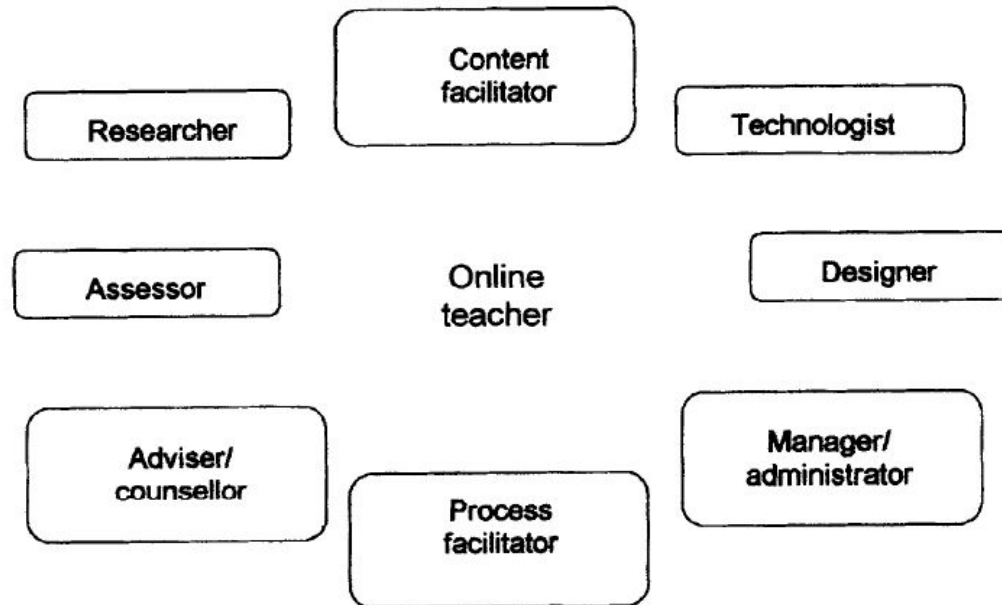 Content
facilitator
Researcher
Technologist
Assessor
Online
teacher
Designer
Adviser/
counsellor
Manager/
administrator
Process
facilitator